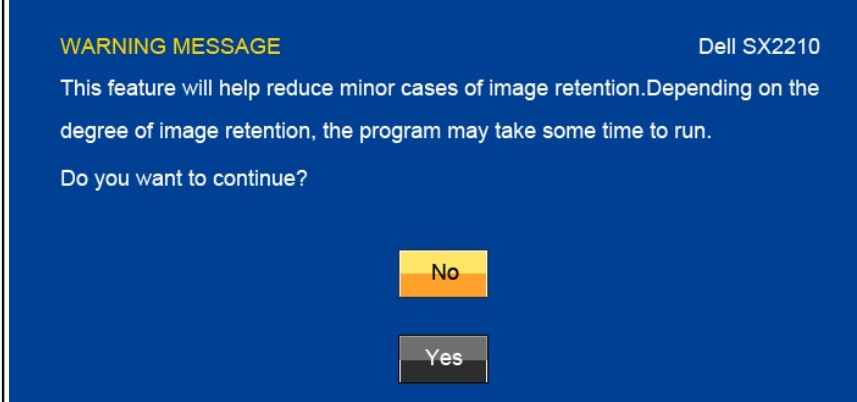 WARNING MESSAGE Dell SX2210
This feature will help reduce minor cases of image retention.Depending on the
degree of image retention, the program may take some time to run.
Do you want to continue?
No
Yes